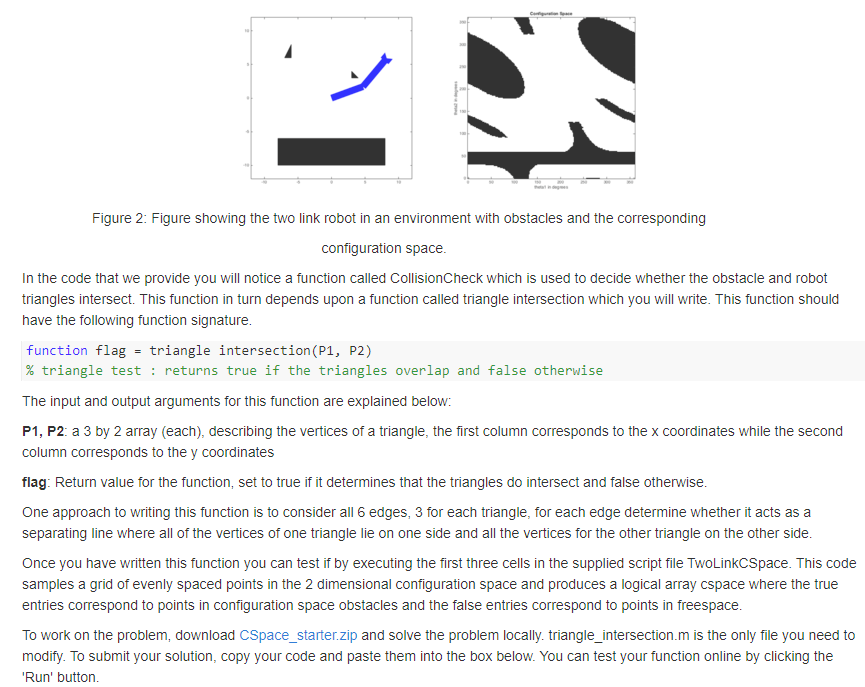 Configuration Space
Figure 2: Figure showing the two link robot in an environment with obstacles and the corresponding
configuration space.
In the code that we provide you will notice a function called CollisionCheck which is used to decide whether the obstacle and robot
triangles intersect. This function in turn depends upon a function called triangle intersection which you will write. This function should
have the following function signature.
function flag = triangle intersection(P1, P2)
% triangle test : returns true if the triangles overlap and false otherwise
The input and output arguments for this function are explained below:
P1, P2: a 3 by 2 array (each), describing the vertices of a triangle, the first column corresponds to the x coordinates while the second
column corresponds to the y coordinates
flag: Return value for the function, set to true if it determines that the triangles do intersect and false otherwise.
One approach to writing this function is to consider all 6 edges, 3 for each triangle, for each edge determine whether it acts as a
separating line where all of the vertices of one triangle lie on one side and all the vertices for the other triangle on the other side.
Once you have written this function you can test if by executing the first three cells in the supplied script file TwoLinkCSpace. This code
samples a grid of evenly spaced points in the 2 dimensional configuration space and produces a logical array cspace where the true
entries correspond to points in configuration space obstacles and the false entries correspond to points in freespace.
To work on the problem, download CSpace_starter.zip and solve the problem locally. triangle_intersection.m is the only file you need to
modify. To submit your solution, copy your code and paste them into the box below. You can test your function online by clicking the
'Run' button.